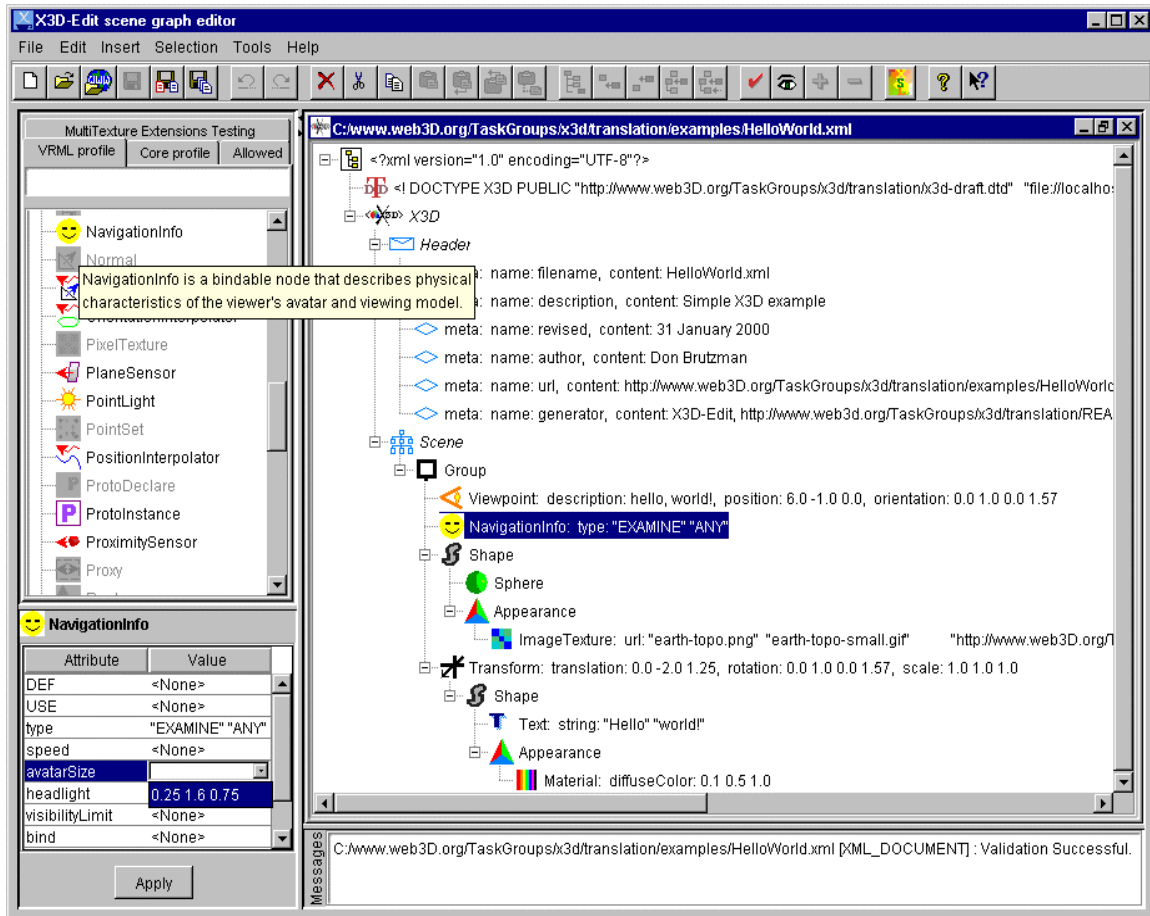 X3D-Edit scene graph editor
File Edit Insert Selection Tools Help
MultiTexture Extensions Testing
VRML profile Core profile Allowed
NavigationInfo
Normal
NavigationInfo is a bindable node that describes physical
characteristics of the viewer's avatar and viewing model.
OrientationInterpolator
PixelTexture
PlaneSensor
PointLight
PointSet
PositionInterpolator
ProtoDeclare
ProtoInstance
ProximitySensor
Proxy
NavigationInfo
Attribute Value
DEF <None>
USE <None>
type "EXAMINE" "ANY"
speed <None>
avatarSize
headlight 0.25 1.6 0.75
visibilityLimit <None>
bind <None>
Apply
C:/www.web3D.org/TaskGroups/x3d/translation/examples/HelloWorld.xml
<?xml version="1.0" encoding="UTF-8"?>
<! DOCTYPE X3D PUBLIC "http://www.web3D.org/TaskGroups/x3d/translation/x3d-draft.dtd" "file://localho
X3D
Header
name: filename, content: HelloWorld.xml
name: description, content: Simple X3D example
meta: name: revised, content: 31 January 2000
meta: name: author, content: Don Brutzman
meta: name: url, content: http://www.web3D.org/TaskGroups/x3d/translation/examples/HelloWorld
meta: name: generator, content: X3D-Edit, http://www.web3d.org/TaskGroups/x3d/translation/REA
Scene
Group
Viewpoint: description: hello, world!, position: 6.0 -1.0 0.0, orientation: 0.0 1.0 0.0 1.57
NavigationInfo: type: "EXAMINE" "ANY"
Shape
Sphere
Appearance
ImageTexture: url: "earth-topo.png" "earth-topo-small.gif" "http://www.web3D.org/T
Transform: translation: 0.0 -2.0 1.25, rotation: 0.0 1.0 0.0 1.57, scale: 1.0 1.0 1.0
Shape
Text: string: "Hello" "world!"
Appearance
Material: diffuseColor: 0.1 0.5 1.0
Messages
C:/www.web3D.org/TaskGroups/x3d/translation/examples/HelloWorld.xml [XML_DOCUMENT] : Validation Successful.